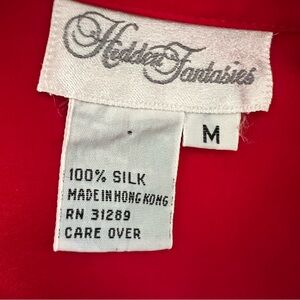 Hidden Fantasies
M
100% SILK
MADE IN HONG KONG
RN 31289
CARE OVER